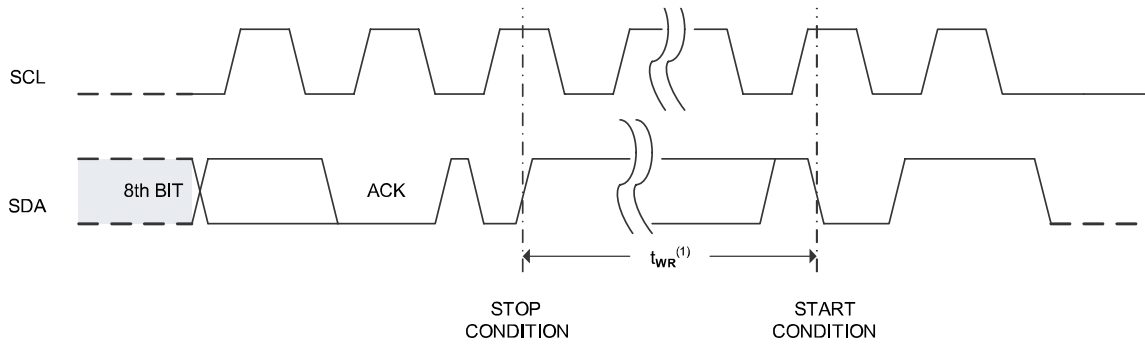 SCL
8th BIT
ACK
SDA
tWR(1)
STOP
CONDITION
START
CONDITION